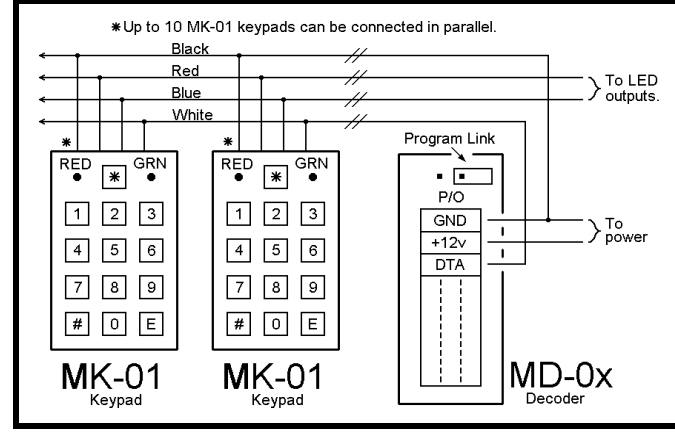 *Up to 10 MK-01 keypads can be connected in parallel.
Black
Red
Blue
White
To LED
outputs.
*
RED GRN
*
1 2 3
4 5 6
7 8 9
# 0 E
MK-01
Keypad
*
RED GRN
*
1 2 3
4 5 6
7 8 9
# 0 E
MK-01
Keypad
Program Link
P/O
GND
+12v
DTA
To
power
MD-0x
Decoder